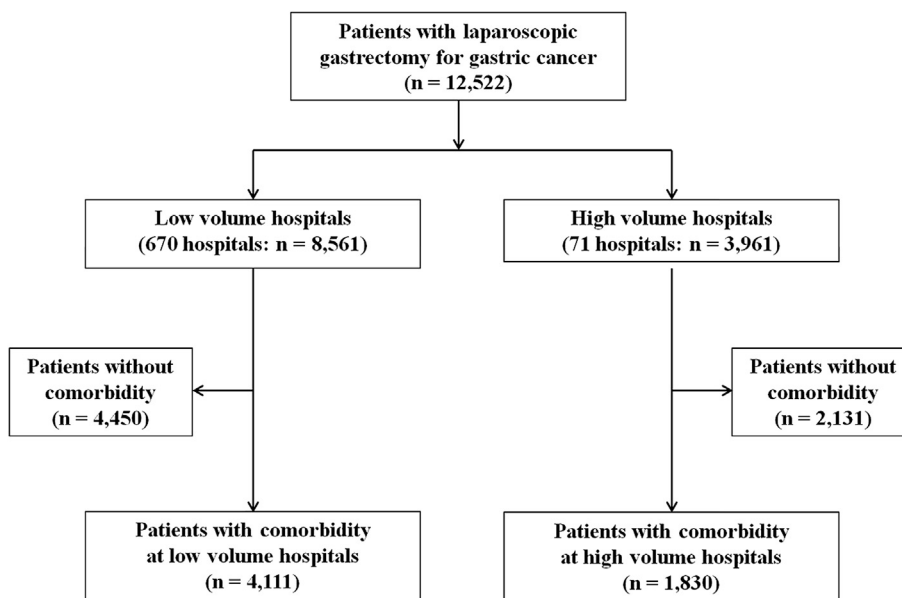 Patients with laparoscopic
gastrectomy for gastric cancer
(n = 12,522)
Low volume hospitals
(670 hospitals: n = 8,561)
High volume hospitals
(71 hospitals: n = 3,961)
Patients without
comorbidity
(n = 4,450)
Patients without
comorbidity
(n = 2,131)
Patients with comorbidity
at low volume hospitals
(n = 4,111)
Patients with comorbidity
at high volume hospitals
(n = 1,830)